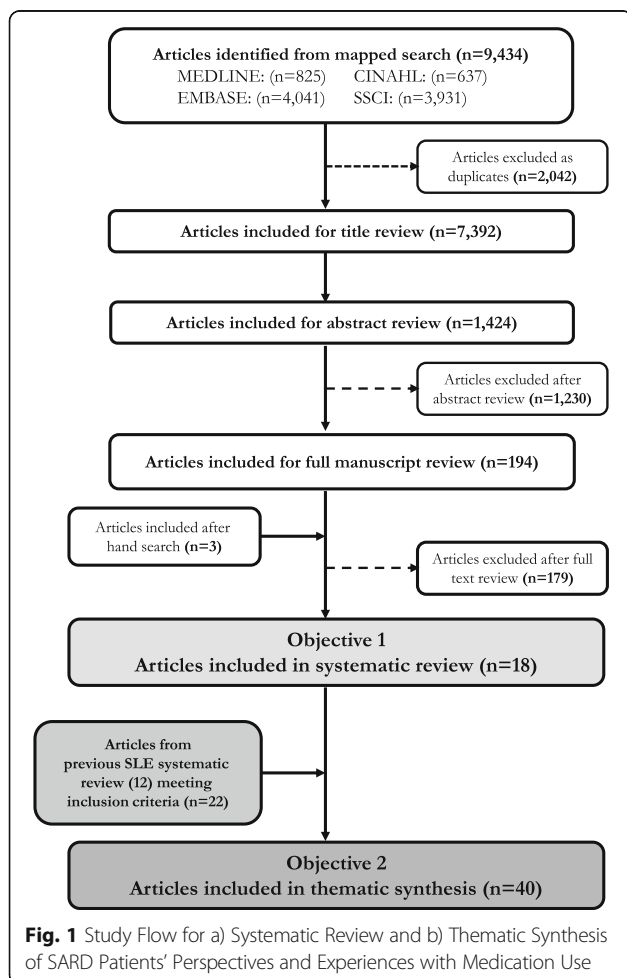 Articles identified from mapped search (n=9,434)
MEDLINE: (n=825) CINAHL: (n=637)
EMBASE: (n=4,041) SSCI: (n=3,931)
Articles excluded as
duplicates (n=2,042)
Articles included for title review (n=7,392)
Articles included for abstract review (n=1,424)
Articles excluded after
abstract review (n=1,230)
Articles included for full manuscript review (n=194)
Articles included after
hand search (n=3)
Articles excluded after full
text review (n=179)
Objective 1
Articles included in systematic review (n=18)
Articles from
previous SLE systematic
review (12) meeting
inclusion criteria (n=22)
Objective 2
Articles included in thematic synthesis (n=40)
Fig. 1 Study Flow for a) Systematic Review and b) Thematic Synthesis
of SARD Patients' Perspectives and Experiences with Medication Use